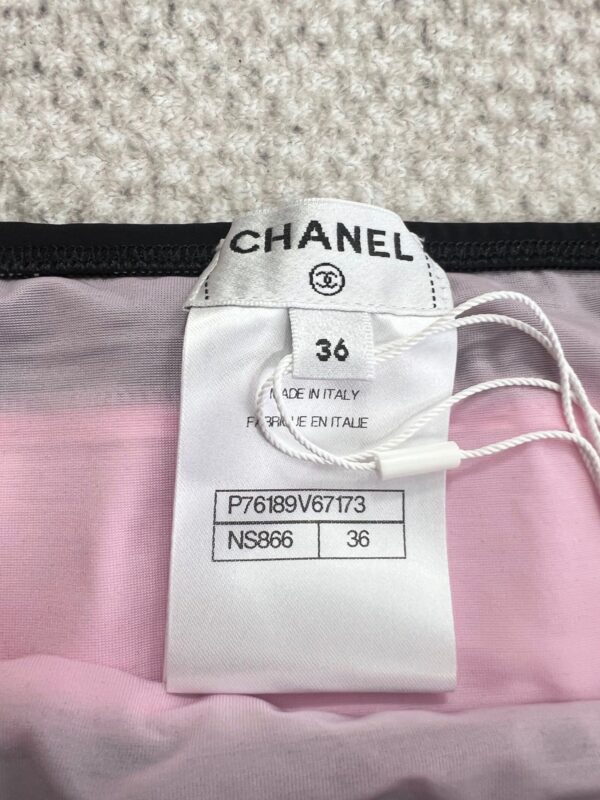 CHANEL
36
MADE IN ITALY
FABRIQUE EN ITALIE
P76189V67173
NS866 36